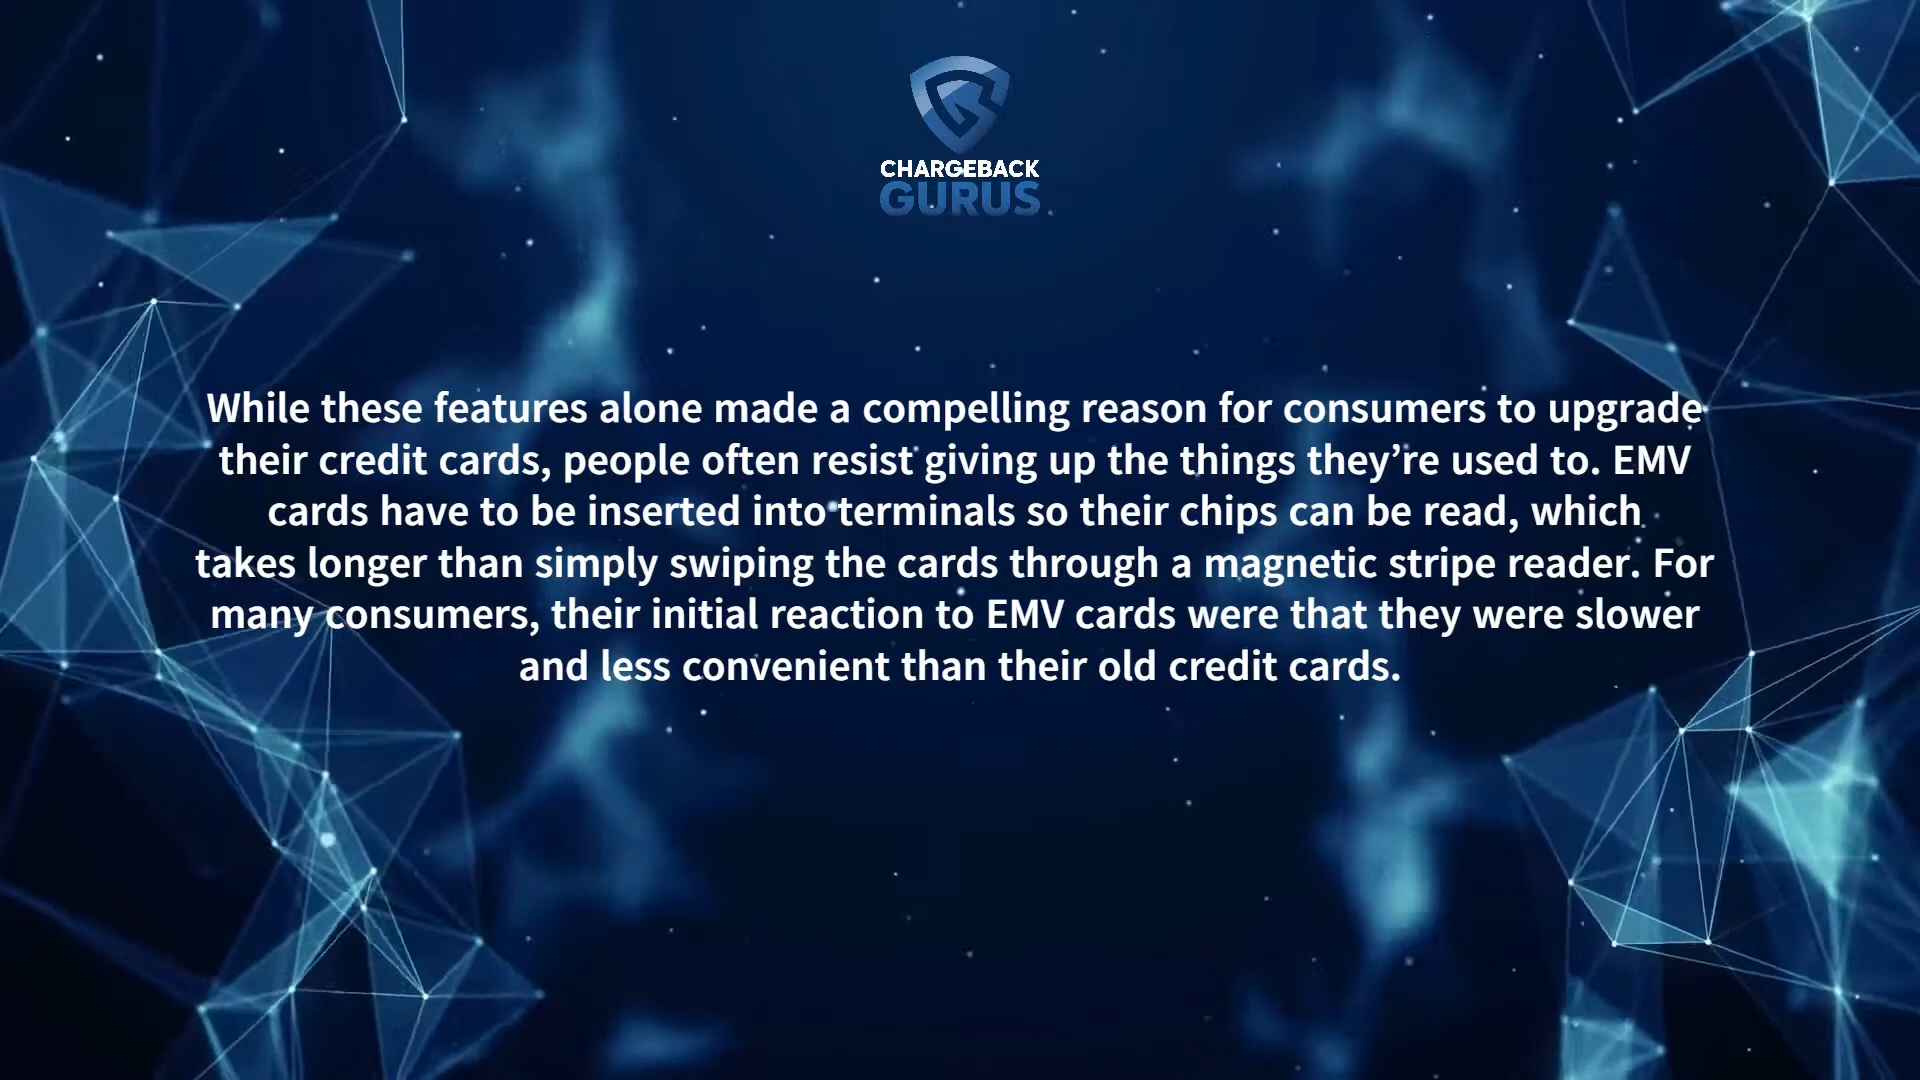 CHARGEBACK
GURUS
While these features alone made a compelling reason for consumers to upgrade
their credit cards, people often resist giving up the things they’re used to. EMV
cards have to be inserted into terminals so their chips can be read, which
takes longer than simply swiping the cards through a magnetic stripe reader. For
many consumers, their initial reaction to EMV cards were that they were slower
and less convenient than their old credit cards.